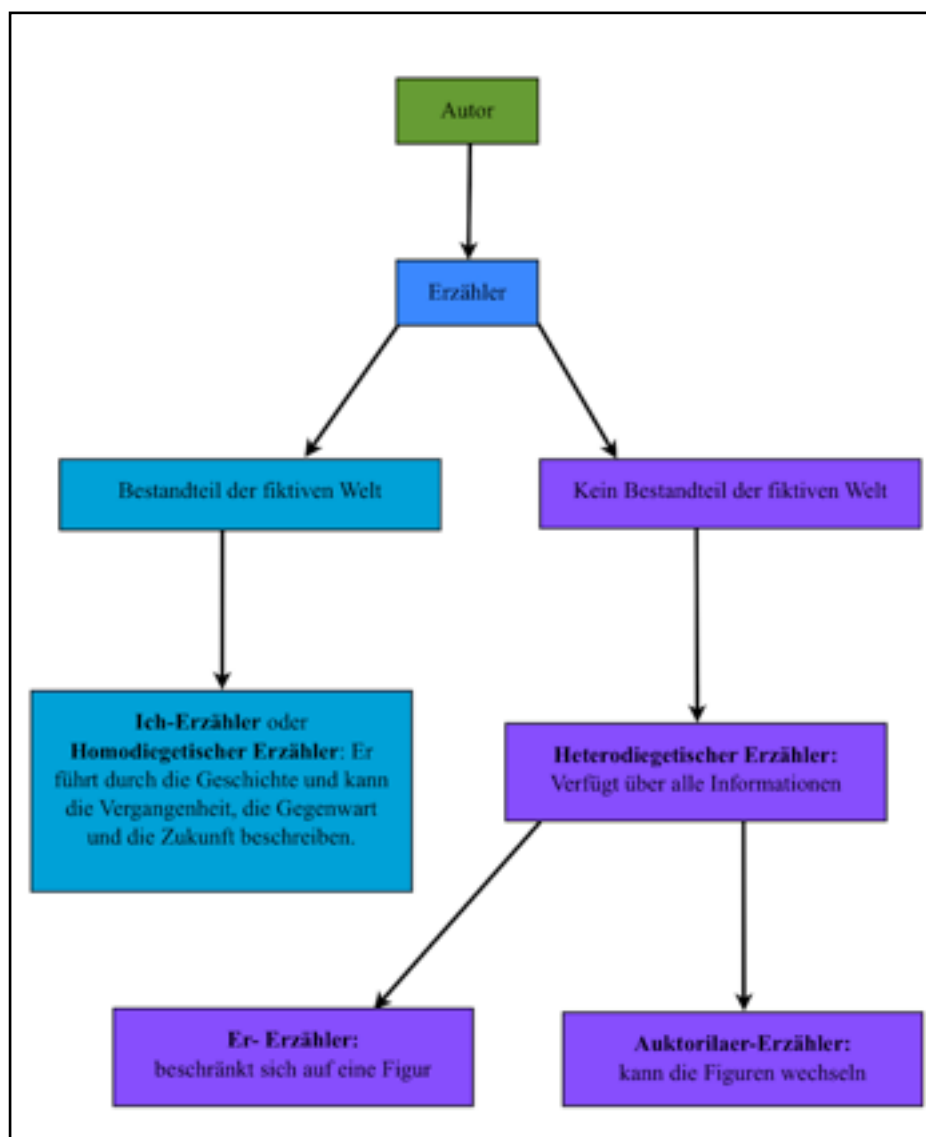 Autor
Erzähler
Bestandteil der fiktiven Welt
Kein Bestandteil der fiktiven Welt
Ich-Erzähler oder
Homodiegetischer Erzähler: Er
führt durch die Geschichte und kann
die Vergangenheit, die Gegenwart
und die Zukunft beschreiben.
Heterodiegetischer Erzähler:
Verfügt über alle Informationen
Er- Erzähler:
beschränkt sich auf eine Figur
Auktorilaer-Erzähler:
kann die Figuren wechseln